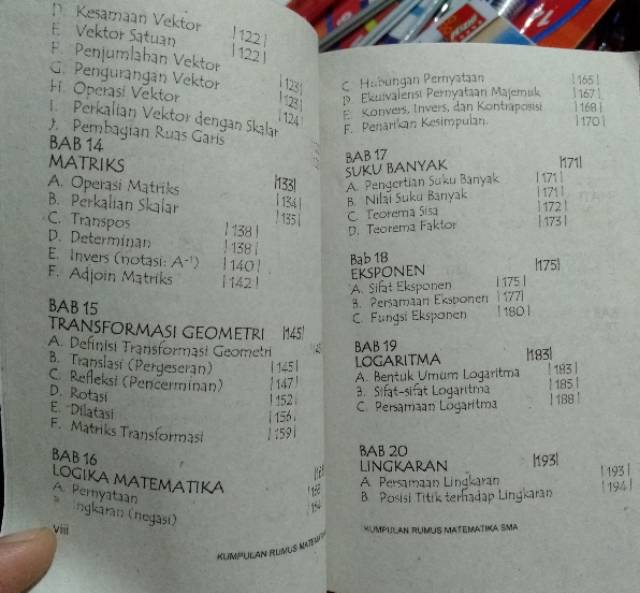 D. Kesamaan Vektor
E. Vektor Satuan |122|
F. Penjumlahan Vektor |122|
G. Pengurangan Vektor
H. Operasi Vektor |123|
I. Perkalian Vektor dengan Skalar |123|
J. Pembagian Ruas Garis |124|
BAB 14
MATRIKS |133|
A. Operasi Matriks |134|
B. Perkalian Skalar |135|
C. Transpos |138|
D. Determinan |138|
E. Invers (notasi: A⁻¹) |140|
F. Adjoin Matriks |142|
BAB 15
TRANSFORMASI GEOMETRI |145|
A. Definisi Transformasi Geometri
B. Translasi (Pergeseran) |145|
C. Refleksi (Pencerminan) |147|
D. Rotasi |152|
E. Dilatasi |156|
F. Matriks Transformasi |159|
BAB 16
LOGIKA MATEMATIKA
A. Pernyataan
ingkaran (negasi)
viii
KUMPULAN RUMUS
C. Hubungan Pernyataan |165|
D. Ekuivalensi Pernyataan Majemuk |167|
E. Konvers, Invers, dan Kontraposisi |168|
F. Penarikan Kesimpulan. |170|
BAB 17
SUKU BANYAK |171|
A. Pengertian Suku Banyak |171|
B. Nilai Suku Banyak |171|
C. Teorema Sisa |172|
D. Teorema Faktor |173|
Bab 18
EKSPONEN |175|
A. Sifat Eksponen |175|
B. Persamaan Eksponen |177|
C. Fungsi Eksponen |180|
BAB 19
LOGARITMA |183|
A. Bentuk Umum Logaritma |183|
B. Sifat-sifat Logaritma |185|
C. Persamaan Logaritma |188|
BAB 20
LINGKARAN |193|
A. Persamaan Lingkaran |193|
B. Posisi Titik terhadap Lingkaran |194|
KUMPULAN RUMUS MATEMATIKA SMA